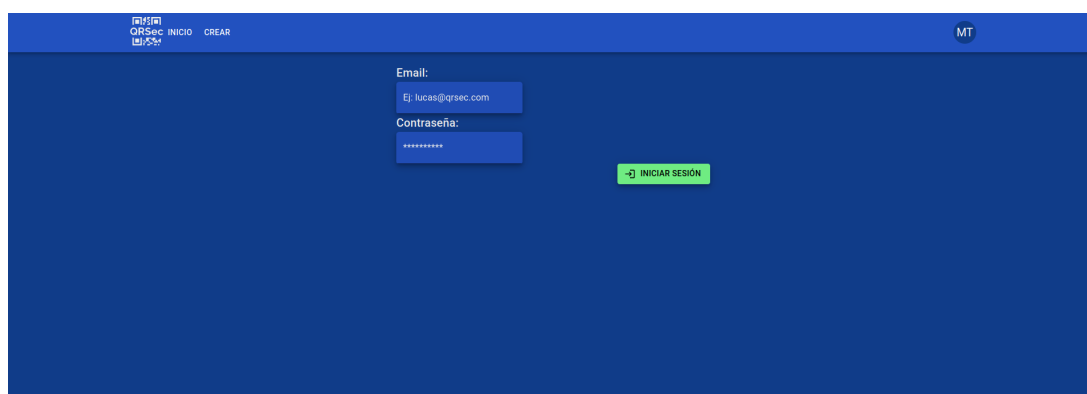 QRSec INICIO CREAR MT
Email:
Ej: lucas@qrsec.com
Contraseña:
**********
INICIAR SESIÓN